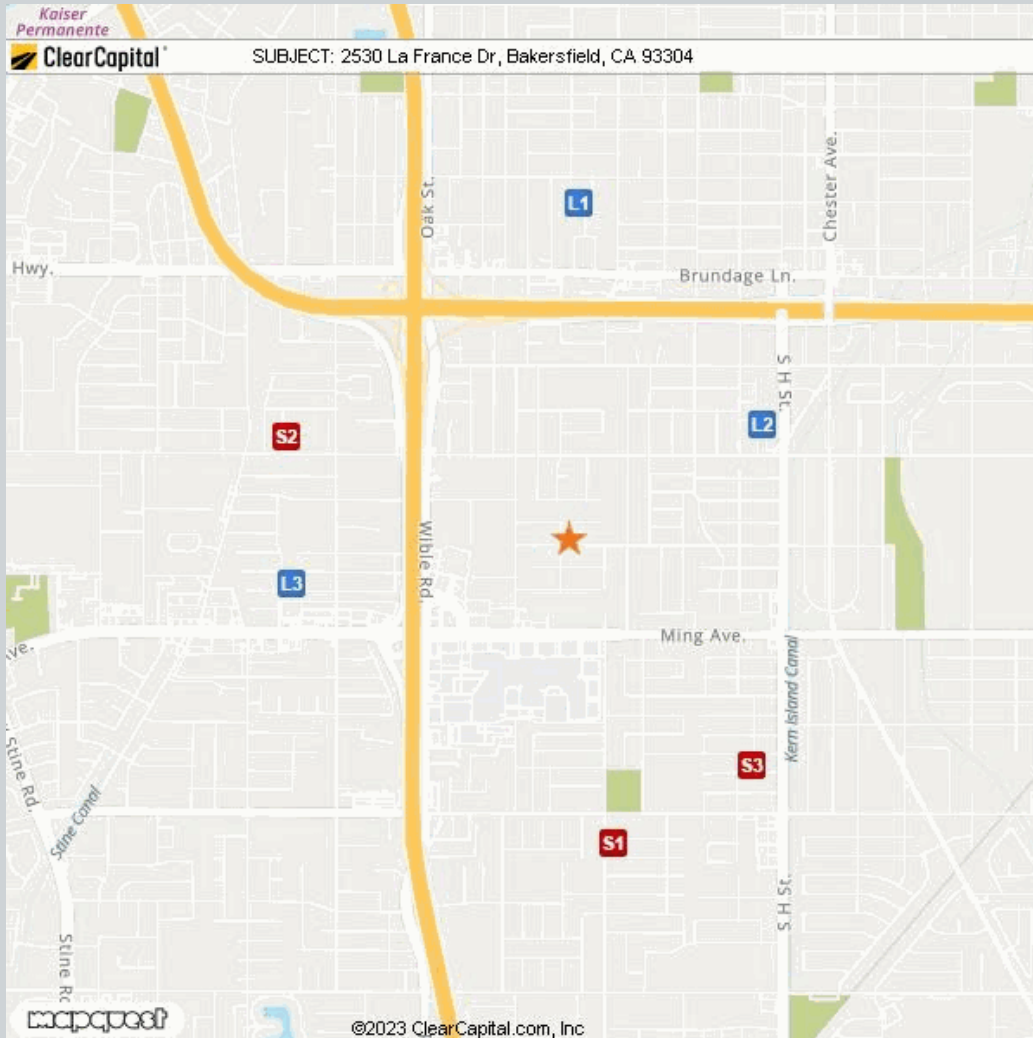 Kaiser
Permanente
ClearCapital®
SUBJECT: 2530 La France Dr, Bakersfield, CA 93304
Oak St.
L1
Chester Ave.
Hwy.
Brundage Ln.
S H St.
L2
S2
Wible Rd.
L3
Ming Ave.
ve.
Kern Island Canal
Stine Rd.
S3
Stine Canal
S1
S H St.
Stine Rd
mapquest
©2023 ClearCapital.com, Inc